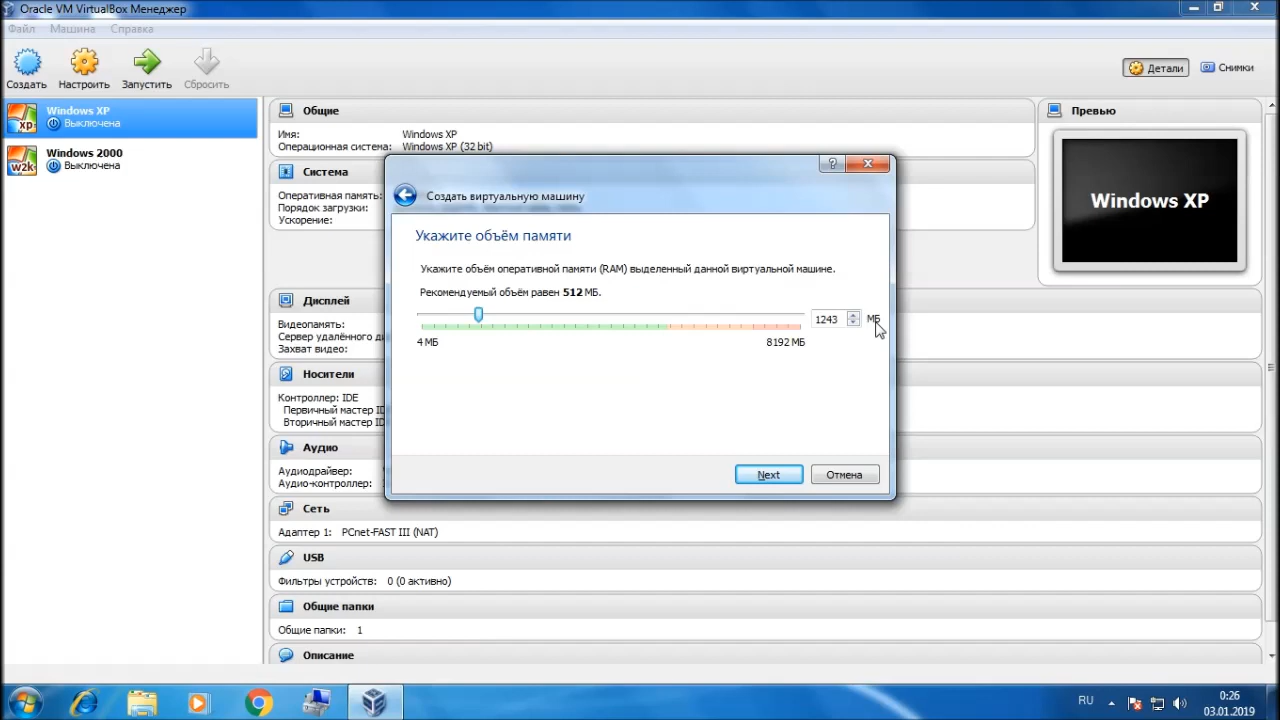 Oracle VM VirtualBox Менеджер
Файл Машина Справка
Создать Настроить Запустить Сбросить
Детали Снимки
Windows XP
Выключена
Windows 2000
Выключена
Общие
Имя: Windows XP
Операционная система: Windows XP (32 bit)
Система
Оперативная память:
Порядок загрузки:
Ускорение:
Превью
Windows XP
Создать виртуальную машину
Укажите объём памяти
Укажите объём оперативной памяти (RAM) выделенный данной виртуальной машине.
Рекомендуемый объём равен 512 МБ.
1243 МБ
4 МБ 8192 МБ
Next Отмена
Дисплей
Видеопамять:
Сервер удалённого
Захват видео:
Носители
Контроллер: IDE
Первичный мастер
Вторичный мастер
Аудио
Аудиодрайвер:
Аудио-контроллер:
Сеть
Адаптер 1: PCnet-FAST III (NAT)
USB
Фильтры устройств: 0 (0 активно)
Общие папки
Общие папки: 1
Описание
RU
0:26
03.01.2019